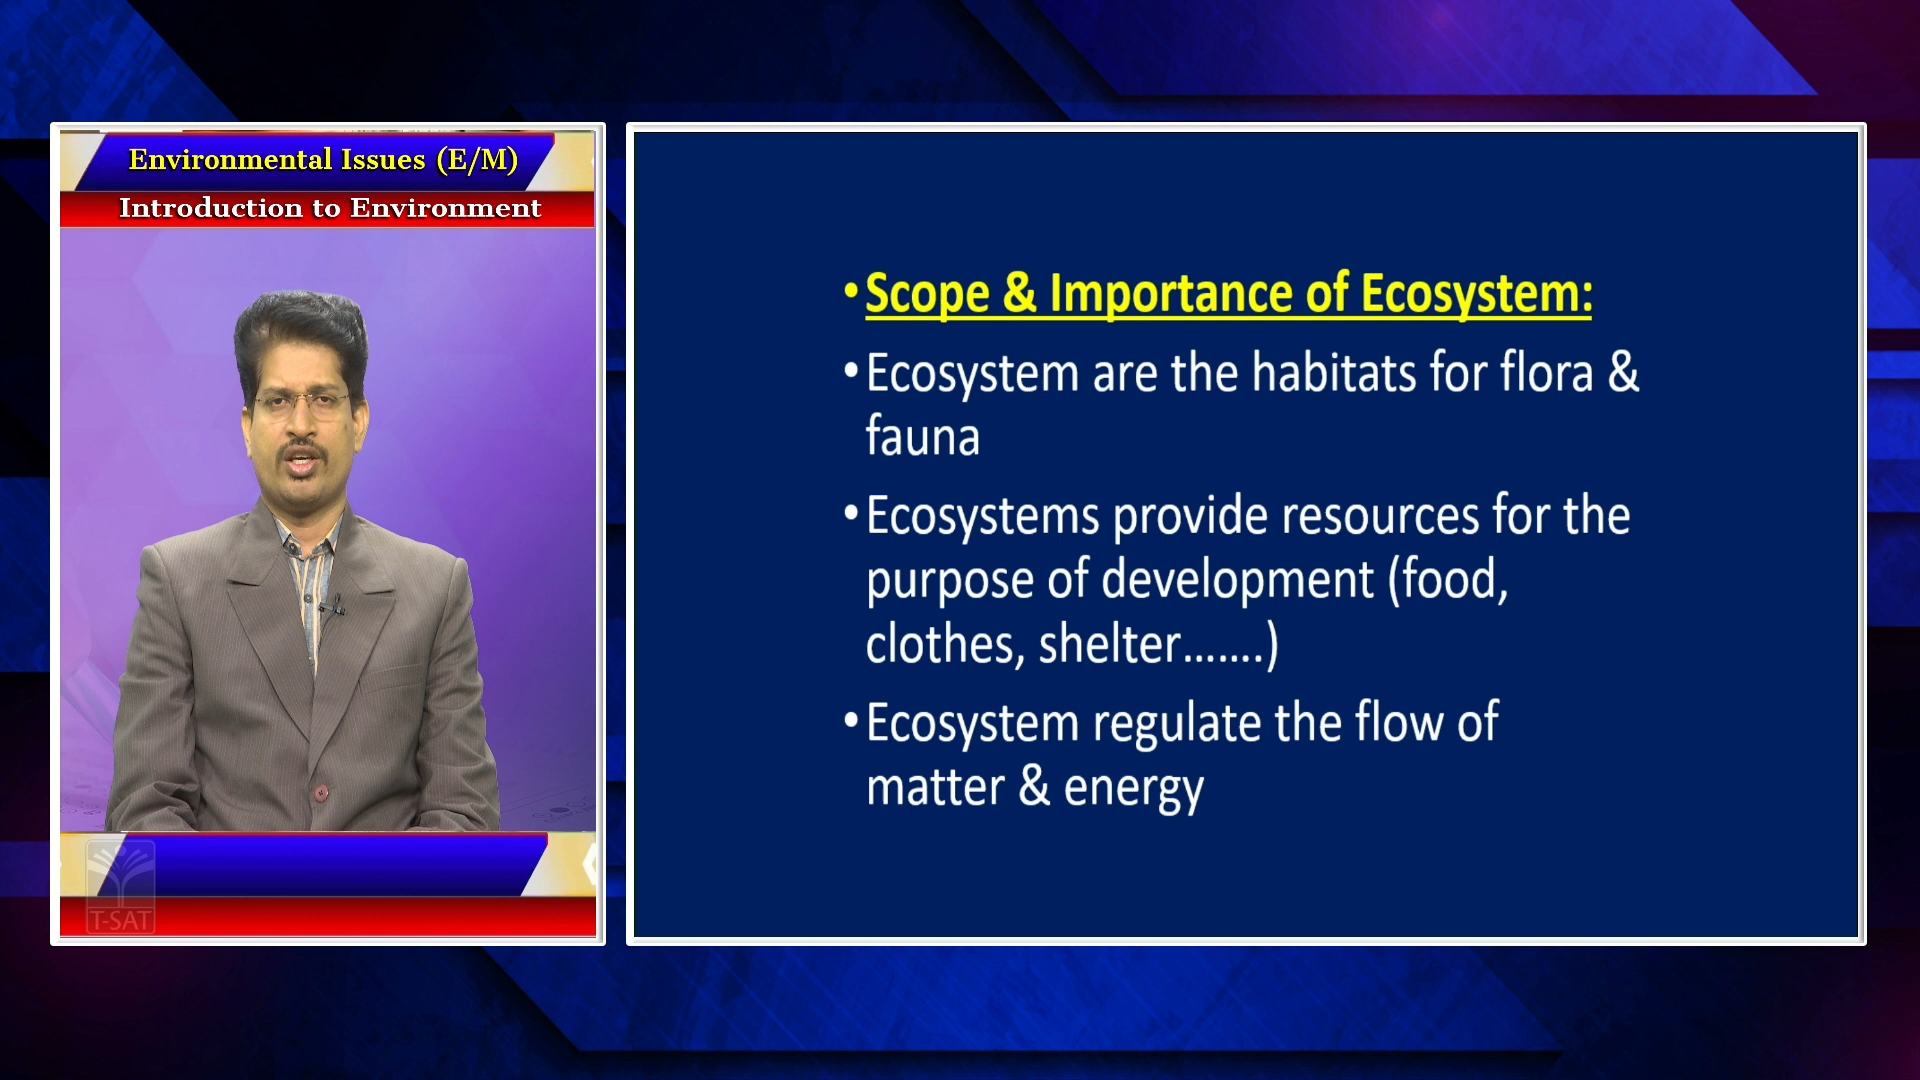 Environmental Issues (E/M)
Introduction to Environment
T-SAT
•Scope & Importance of Ecosystem:
•Ecosystem are the habitats for flora &
fauna
•Ecosystems provide resources for the
purpose of development (food,
clothes, shelter.......)
•Ecosystem regulate the flow of
matter & energy